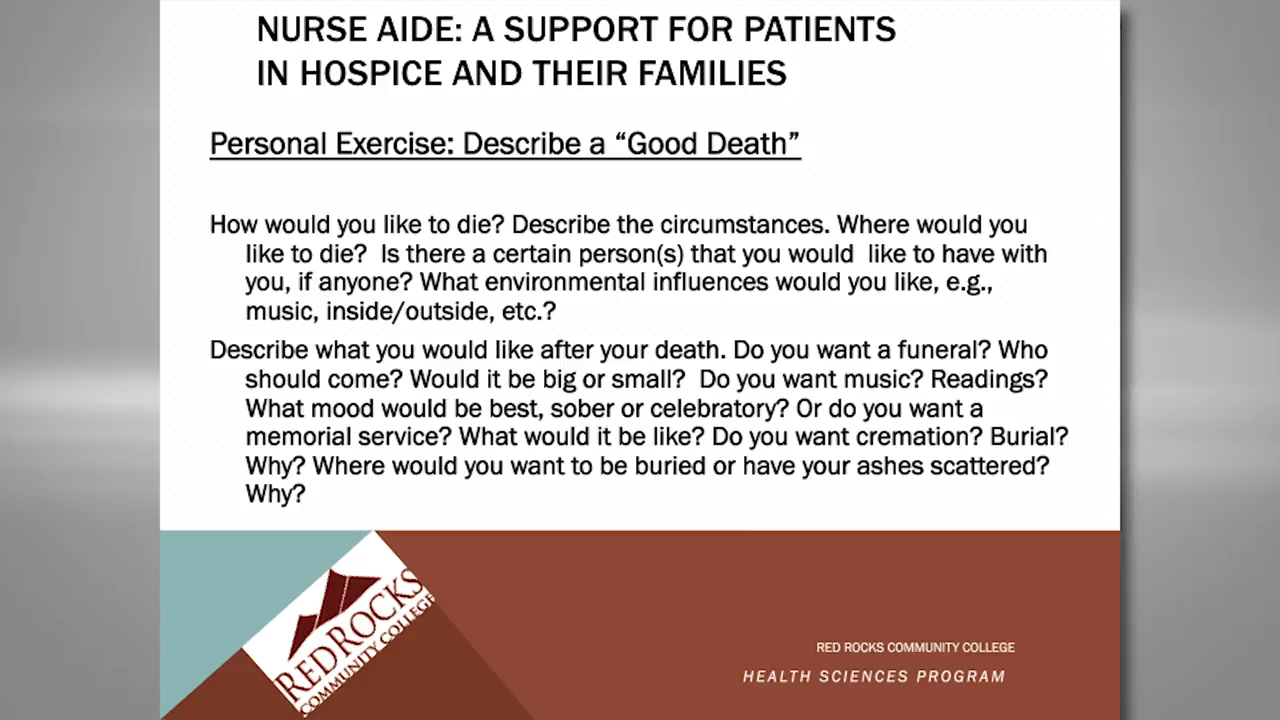 NURSE AIDE: A SUPPORT FOR PATIENTS
IN HOSPICE AND THEIR FAMILIES
Personal Exercise: Describe a “Good Death”
How would you like to die? Describe the circumstances. Where would you
like to die?  Is there a certain person(s) that you would  like to have with
you, if anyone? What environmental influences would you like, e.g.,
music, inside/outside, etc.?
Describe what you would like after your death. Do you want a funeral? Who
should come? Would it be big or small?  Do you want music? Readings?
What mood would be best, sober or celebratory? Or do you want a
memorial service? What would it be like? Do you want cremation? Burial?
Why? Where would you want to be buried or have your ashes scattered?
Why?
RED ROCKS
COMMUNITY COLLEGE
RED ROCKS COMMUNITY COLLEGE
HEALTH SCIENCES PROGRAM